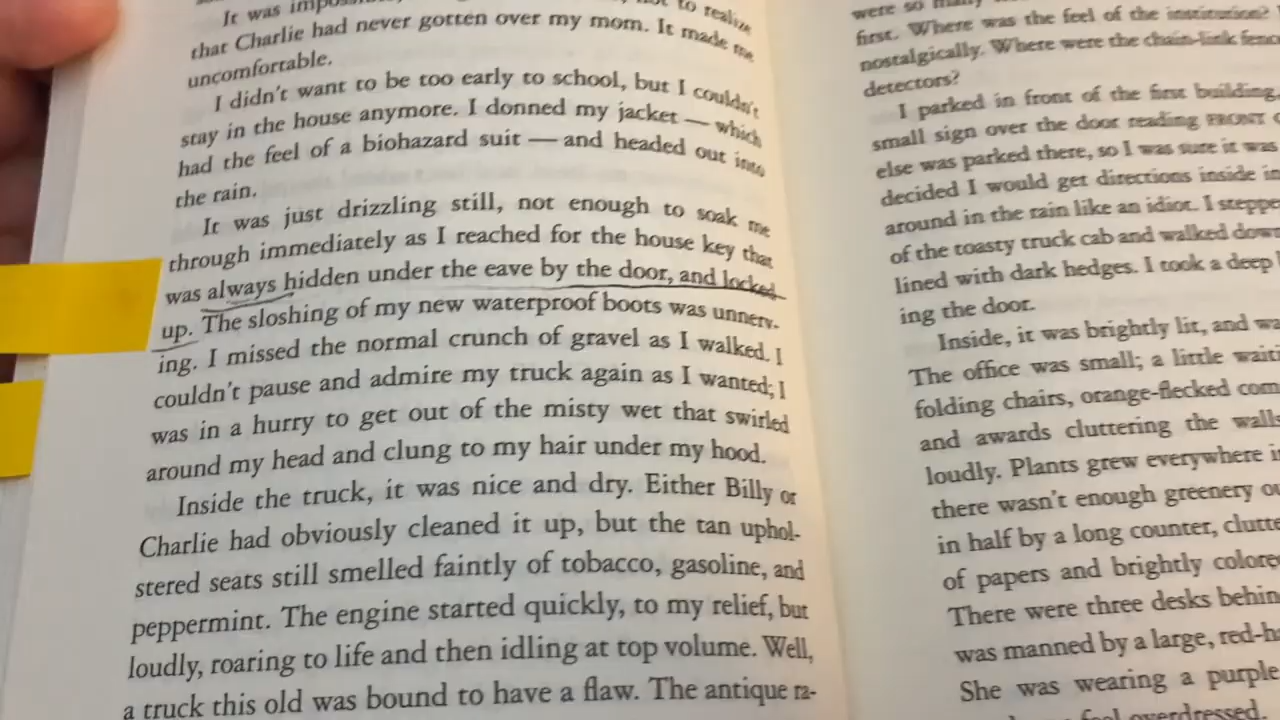 It was
to realize
that Charlie had never gotten over my mom. It made me
uncomfortable.
I didn't want to be too early to school, but I couldn't
stay in the house anymore. I donned my jacket — which
had the feel of a biohazard suit — and headed out into
the rain.
It was just drizzling still, not enough to soak me
through immediately as I reached for the house key that
was always hidden under the eave by the door, and locked
up. The sloshing of my new waterproof boots was unnerv-
ing. I missed the normal crunch of gravel as I walked. I
couldn't pause and admire my truck again as I wanted; I
was in a hurry to get out of the misty wet that swirled
around my head and clung to my hair under my hood.
Inside the truck, it was nice and dry. Either Billy or
Charlie had obviously cleaned it up, but the tan uphol-
stered seats still smelled faintly of tobacco, gasoline, and
peppermint. The engine started quickly, to my relief, but
loudly, roaring to life and then idling at top volume. Well,
a truck this old was bound to have a flaw. The antique ra-
were so many
first. Where was the feel of the institution?
nostalgically. Where were the chain-link fenc
detectors?
I parked in front of the first building,
small sign over the door reading FRONT O
else was parked there, so I was sure it was
decided I would get directions inside in
around in the rain like an idiot. I steppe
of the toasty truck cab and walked down
lined with dark hedges. I took a deep
ing the door.
Inside, it was brightly lit, and wa
The office was small; a little waiti
folding chairs, orange-flecked com
and awards cluttering the walls
loudly. Plants grew everywhere i
there wasn't enough greenery ou
in half by a long counter, clutte
of papers and brightly colore
There were three desks behin
was manned by a large, red-h
She was wearing a purple
feel overdressed.